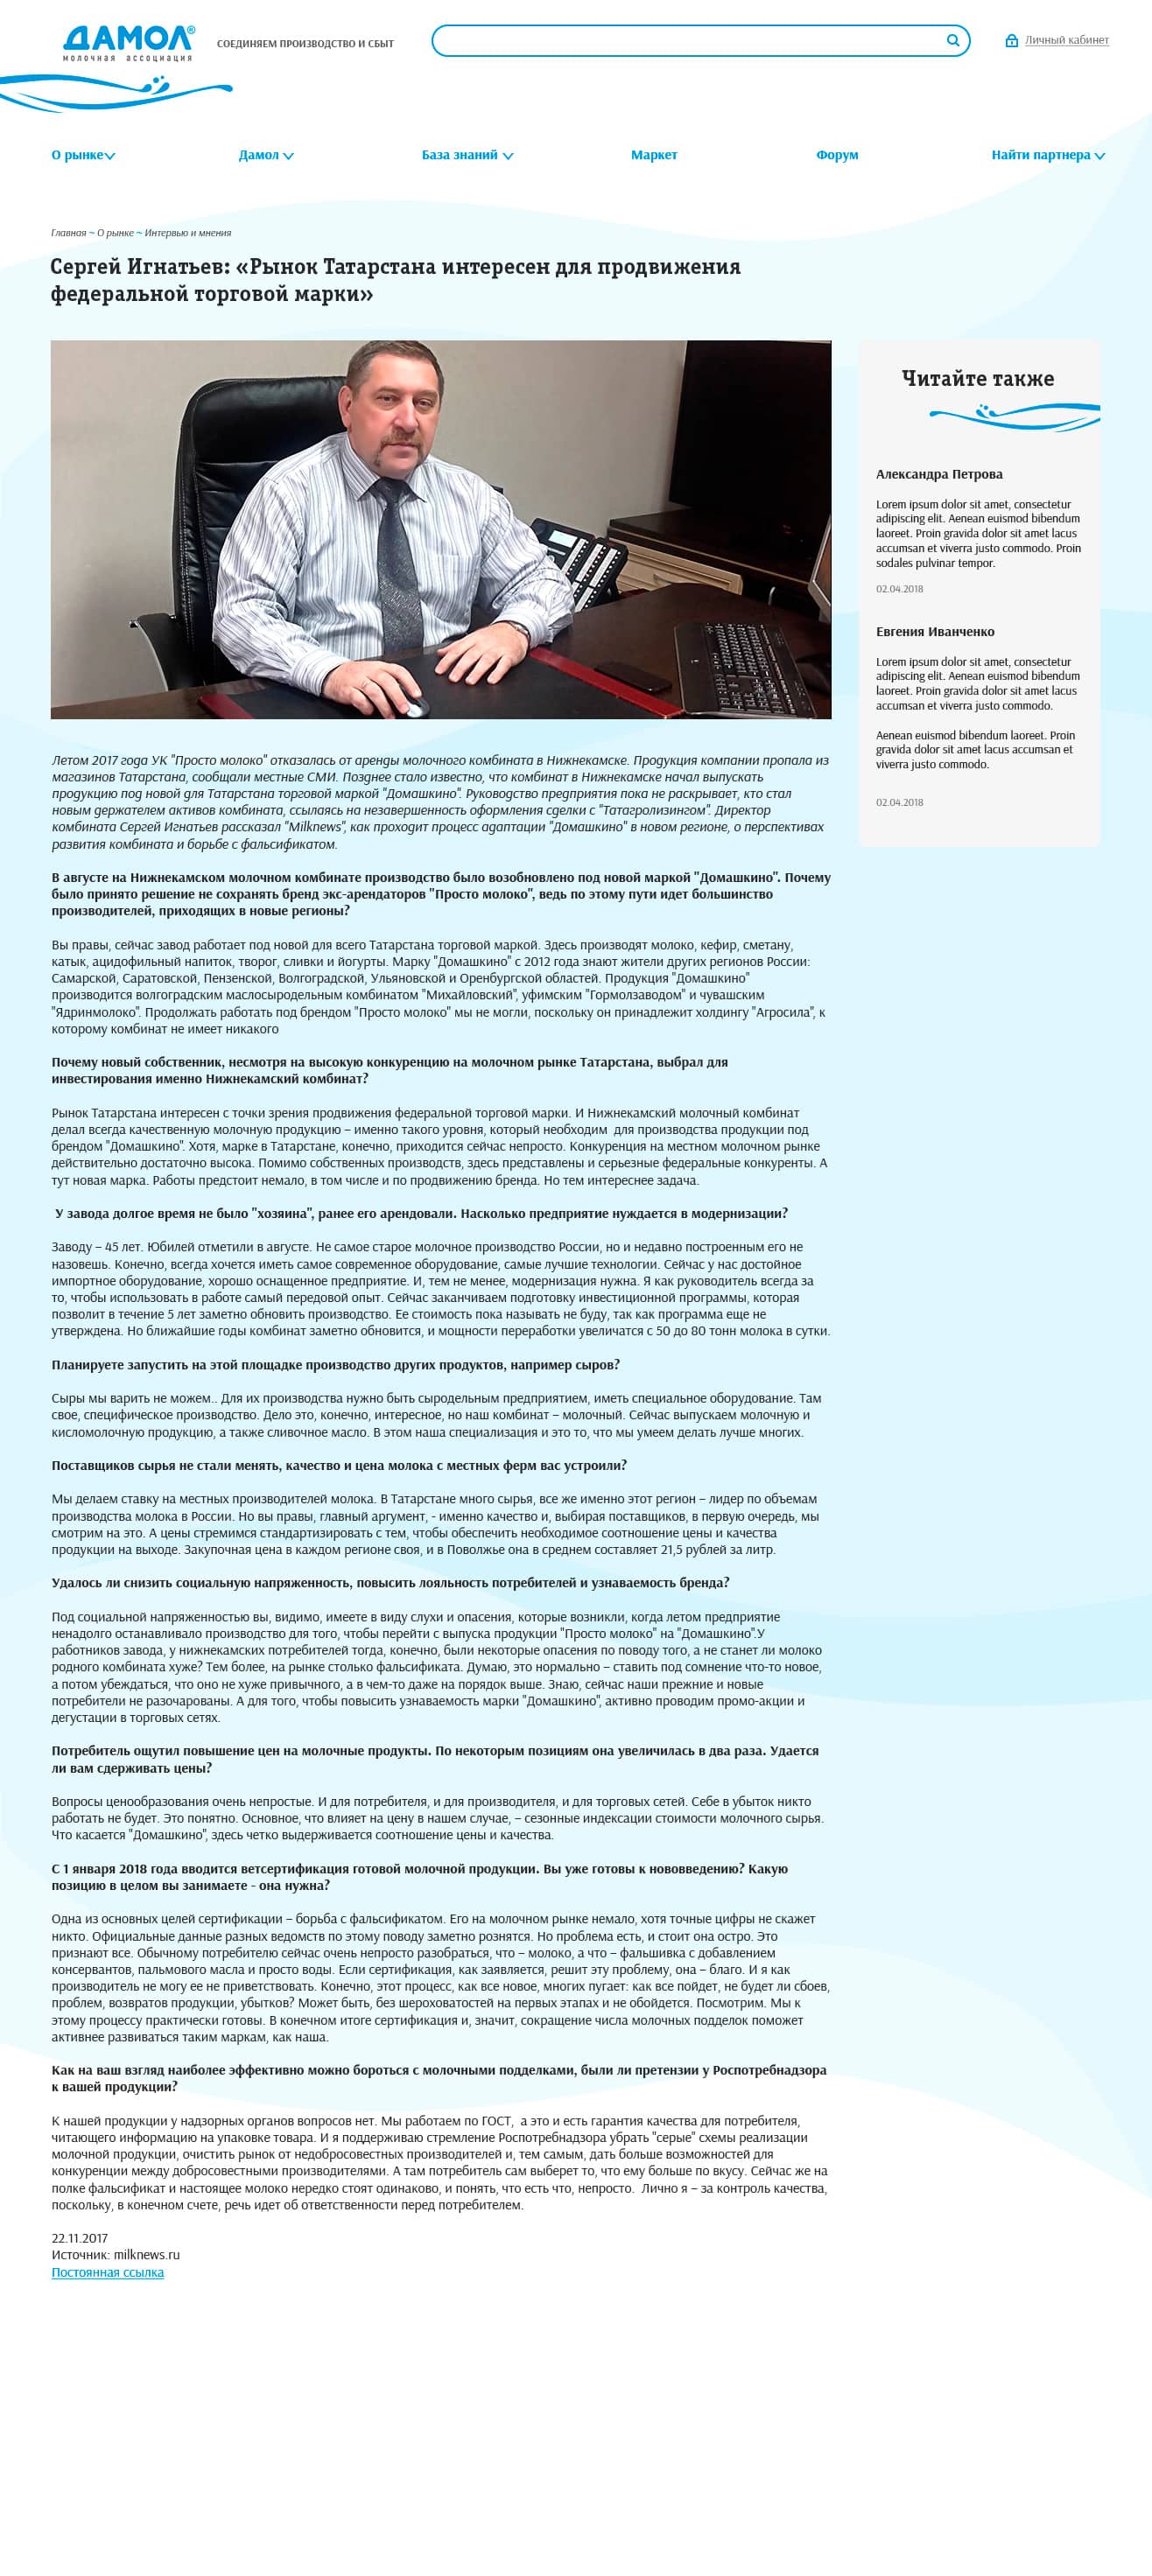 ДАМОЛ®
молочная ассоциация
СОЕДИНЯЕМ ПРОИЗВОДСТВО И СБЫТ
Личный кабинет
О рынке
Дамол
База знаний
Маркет
Форум
Найти партнера
Главная ~ О рынке ~ Интервью и мнения
Сергей Игнатьев: «Рынок Татарстана интересен для продвижения
федеральной торговой марки»
Летом 2017 года УК "Просто молоко" отказалась от аренды молочного комбината в Нижнекамске. Продукция компании пропала из
магазинов Татарстана, сообщали местные СМИ. Позднее стало известно, что комбинат в Нижнекамске начал выпускать
продукцию под новой для Татарстана торговой маркой "Домашкино". Руководство предприятия пока не раскрывает, кто стал
новым держателем активов комбината, ссылаясь на незавершенность оформления сделки с "Татагролизингом". Директор
комбината Сергей Игнатьев рассказал "Milknews", как проходит процесс адаптации "Домашкино" в новом регионе, о перспективах
развития комбината и борьбе с фальсификатом.
В августе на Нижнекамском молочном комбинате производство было возобновлено под новой маркой "Домашкино". Почему
было принято решение не сохранять бренд экс-арендаторов "Просто молоко", ведь по этому пути идет большинство
производителей, приходящих в новые регионы?
Вы правы, сейчас завод работает под новой для всего Татарстана торговой маркой. Здесь производят молоко, кефир, сметану,
катык, ацидофильный напиток, творог, сливки и йогурты. Марку "Домашкино" с 2012 года знают жители других регионов России:
Самарской, Саратовской, Пензенской, Волгоградской, Ульяновской и Оренбургской областей. Продукция "Домашкино"
производится волгоградским маслосыродельным комбинатом "Михайловский", уфимским "Гормолзаводом" и чувашским
"Ядринмолоко". Продолжать работать под брендом "Просто молоко" мы не могли, поскольку он принадлежит холдингу "Агросила", к
которому комбинат не имеет никакого
Почему новый собственник, несмотря на высокую конкуренцию на молочном рынке Татарстана, выбрал для
инвестирования именно Нижнекамский комбинат?
Рынок Татарстана интересен с точки зрения продвижения федеральной торговой марки. И Нижнекамский молочный комбинат
делал всегда качественную молочную продукцию – именно такого уровня, который необходим  для производства продукции под
брендом "Домашкино". Хотя, марке в Татарстане, конечно, приходится сейчас непросто. Конкуренция на местном молочном рынке
действительно достаточно высока. Помимо собственных производств, здесь представлены и серьезные федеральные конкуренты. А
тут новая марка. Работы предстоит немало, в том числе и по продвижению бренда. Но тем интереснее задача.
У завода долгое время не было "хозяина", ранее его арендовали. Насколько предприятие нуждается в модернизации?
Заводу – 45 лет. Юбилей отметили в августе. Не самое старое молочное производство России, но и недавно построенным его не
назовешь. Конечно, всегда хочется иметь самое современное оборудование, самые лучшие технологии. Сейчас у нас достойное
импортное оборудование, хорошо оснащенное предприятие. И, тем не менее, модернизация нужна. Я как руководитель всегда за
то, чтобы использовать в работе самый передовой опыт. Сейчас заканчиваем подготовку инвестиционной программы, которая
позволит в течение 5 лет заметно обновить производство. Ее стоимость пока называть не буду, так как программа еще не
утверждена. Но ближайшие годы комбинат заметно обновится, и мощности переработки увеличатся с 50 до 80 тонн молока в сутки.
Планируете запустить на этой площадке производство других продуктов, например сыров?
Сыры мы варить не можем.. Для их производства нужно быть сыродельным предприятием, иметь специальное оборудование. Там
свое, специфическое производство. Дело это, конечно, интересное, но наш комбинат – молочный. Сейчас выпускаем молочную и
кисломолочную продукцию, а также сливочное масло. В этом наша специализация и это то, что мы умеем делать лучше многих.
Поставщиков сырья не стали менять, качество и цена молока с местных ферм вас устроили?
Мы делаем ставку на местных производителей молока. В Татарстане много сырья, все же именно этот регион – лидер по объемам
производства молока в России. Но вы правы, главный аргумент, - именно качество и, выбирая поставщиков, в первую очередь, мы
смотрим на это. А цены стремимся стандартизировать с тем, чтобы обеспечить необходимое соотношение цены и качества
продукции на выходе. Закупочная цена в каждом регионе своя, и в Поволжье она в среднем составляет 21,5 рублей за литр.
Удалось ли снизить социальную напряженность, повысить лояльность потребителей и узнаваемость бренда?
Под социальной напряженностью вы, видимо, имеете в виду слухи и опасения, которые возникли, когда летом предприятие
ненадолго останавливало производство для того, чтобы перейти с выпуска продукции "Просто молоко" на "Домашкино".У
работников завода, у нижнекамских потребителей тогда, конечно, были некоторые опасения по поводу того, а не станет ли молоко
родного комбината хуже? Тем более, на рынке столько фальсификата. Думаю, это нормально – ставить под сомнение что-то новое,
а потом убеждаться, что оно не хуже привычного, а в чем-то даже на порядок выше. Знаю, сейчас наши прежние и новые
потребители не разочарованы. А для того, чтобы повысить узнаваемость марки "Домашкино", активно проводим промо-акции и
дегустации в торговых сетях.
Потребитель ощутил повышение цен на молочные продукты. По некоторым позициям она увеличилась в два раза. Удается
ли вам сдерживать цены?
Вопросы ценообразования очень непростые. И для потребителя, и для производителя, и для торговых сетей. Себе в убыток никто
работать не будет. Это понятно. Основное, что влияет на цену в нашем случае, – сезонные индексации стоимости молочного сырья.
Что касается "Домашкино", здесь четко выдерживается соотношение цены и качества.
С 1 января 2018 года вводится ветсертификация готовой молочной продукции. Вы уже готовы к нововведению? Какую
позицию в целом вы занимаете - она нужна?
Одна из основных целей сертификации – борьба с фальсификатом. Его на молочном рынке немало, хотя точные цифры не скажет
никто. Официальные данные разных ведомств по этому поводу заметно рознятся. Но проблема есть, и стоит она остро. Это
признают все. Обычному потребителю сейчас очень непросто разобраться, что – молоко, а что – фальшивка с добавлением
консервантов, пальмового масла и просто воды. Если сертификация, как заявляется, решит эту проблему, она – благо. И я как
производитель не могу ее не приветствовать. Конечно, этот процесс, как все новое, многих пугает: как все пойдет, не будет ли сбоев,
проблем, возвратов продукции, убытков? Может быть, без шероховатостей на первых этапах и не обойдется. Посмотрим. Мы к
этому процессу практически готовы. В конечном итоге сертификация и, значит, сокращение числа молочных подделок поможет
активнее развиваться таким маркам, как наша.
Как на ваш взгляд наиболее эффективно можно бороться с молочными подделками, были ли претензии у Роспотребнадзора
к вашей продукции?
К нашей продукции у надзорных органов вопросов нет. Мы работаем по ГОСТ,  а это и есть гарантия качества для потребителя,
читающего информацию на упаковке товара. И я поддерживаю стремление Роспотребнадзора убрать "серые" схемы реализации
молочной продукции, очистить рынок от недобросовестных производителей и, тем самым, дать больше возможностей для
конкуренции между добросовестными производителями. А там потребитель сам выберет то, что ему больше по вкусу. Сейчас же на
полке фальсификат и настоящее молоко нередко стоят одинаково, и понять, что есть что, непросто.  Лично я – за контроль качества,
поскольку, в конечном счете, речь идет об ответственности перед потребителем.
22.11.2017
Источник: milknews.ru
Постоянная ссылка
Читайте также
Александра Петрова
Lorem ipsum dolor sit amet, consectetur
adipiscing elit. Aenean euismod bibendum
laoreet. Proin gravida dolor sit amet lacus
accumsan et viverra justo commodo. Proin
sodales pulvinar tempor.
02.04.2018
Евгения Иванченко
Lorem ipsum dolor sit amet, consectetur
adipiscing elit. Aenean euismod bibendum
laoreet. Proin gravida dolor sit amet lacus
accumsan et viverra justo commodo.
Aenean euismod bibendum laoreet. Proin
gravida dolor sit amet lacus accumsan et
viverra justo commodo.
02.04.2018